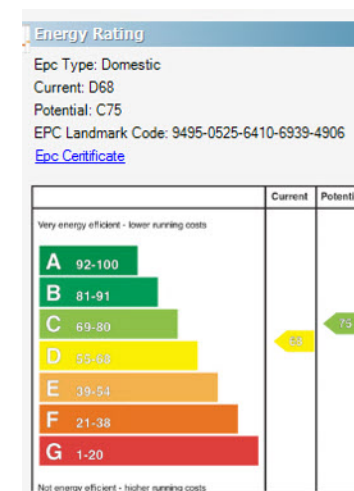 Energy Rating
Epc Type: Domestic
Current: D68
Potential: C75
EPC Landmark Code: 9495-0525-6410-6939-4906
Epc Ceritificate
Current Potenti
Very energy efficient - lower running costs
A 92-100
B 81-91
C 69-80
75
D 55-68
68
E 39-54
F 21-38
G 1-20
Not energy efficient - higher running costs